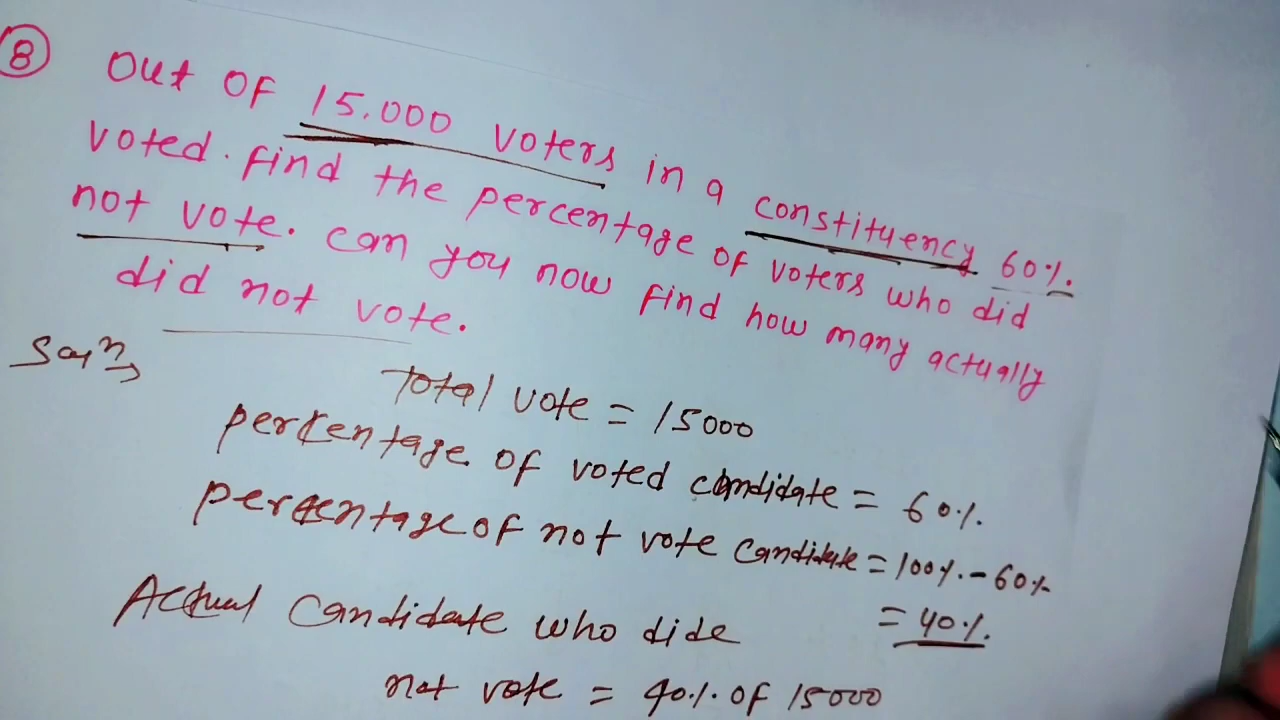 8
Out OF 15,000 voters in a constituency 60%.
voted. find the percentage of voters who did
not vote. can you now find how many actually
did not vote.
Total vote = 15000
percentage of voted candidate = 60%.
percentage of not vote candidate = 100%. - 60%
= 40%.
Actual candidate who dide
not vote = 40%. OF 15000